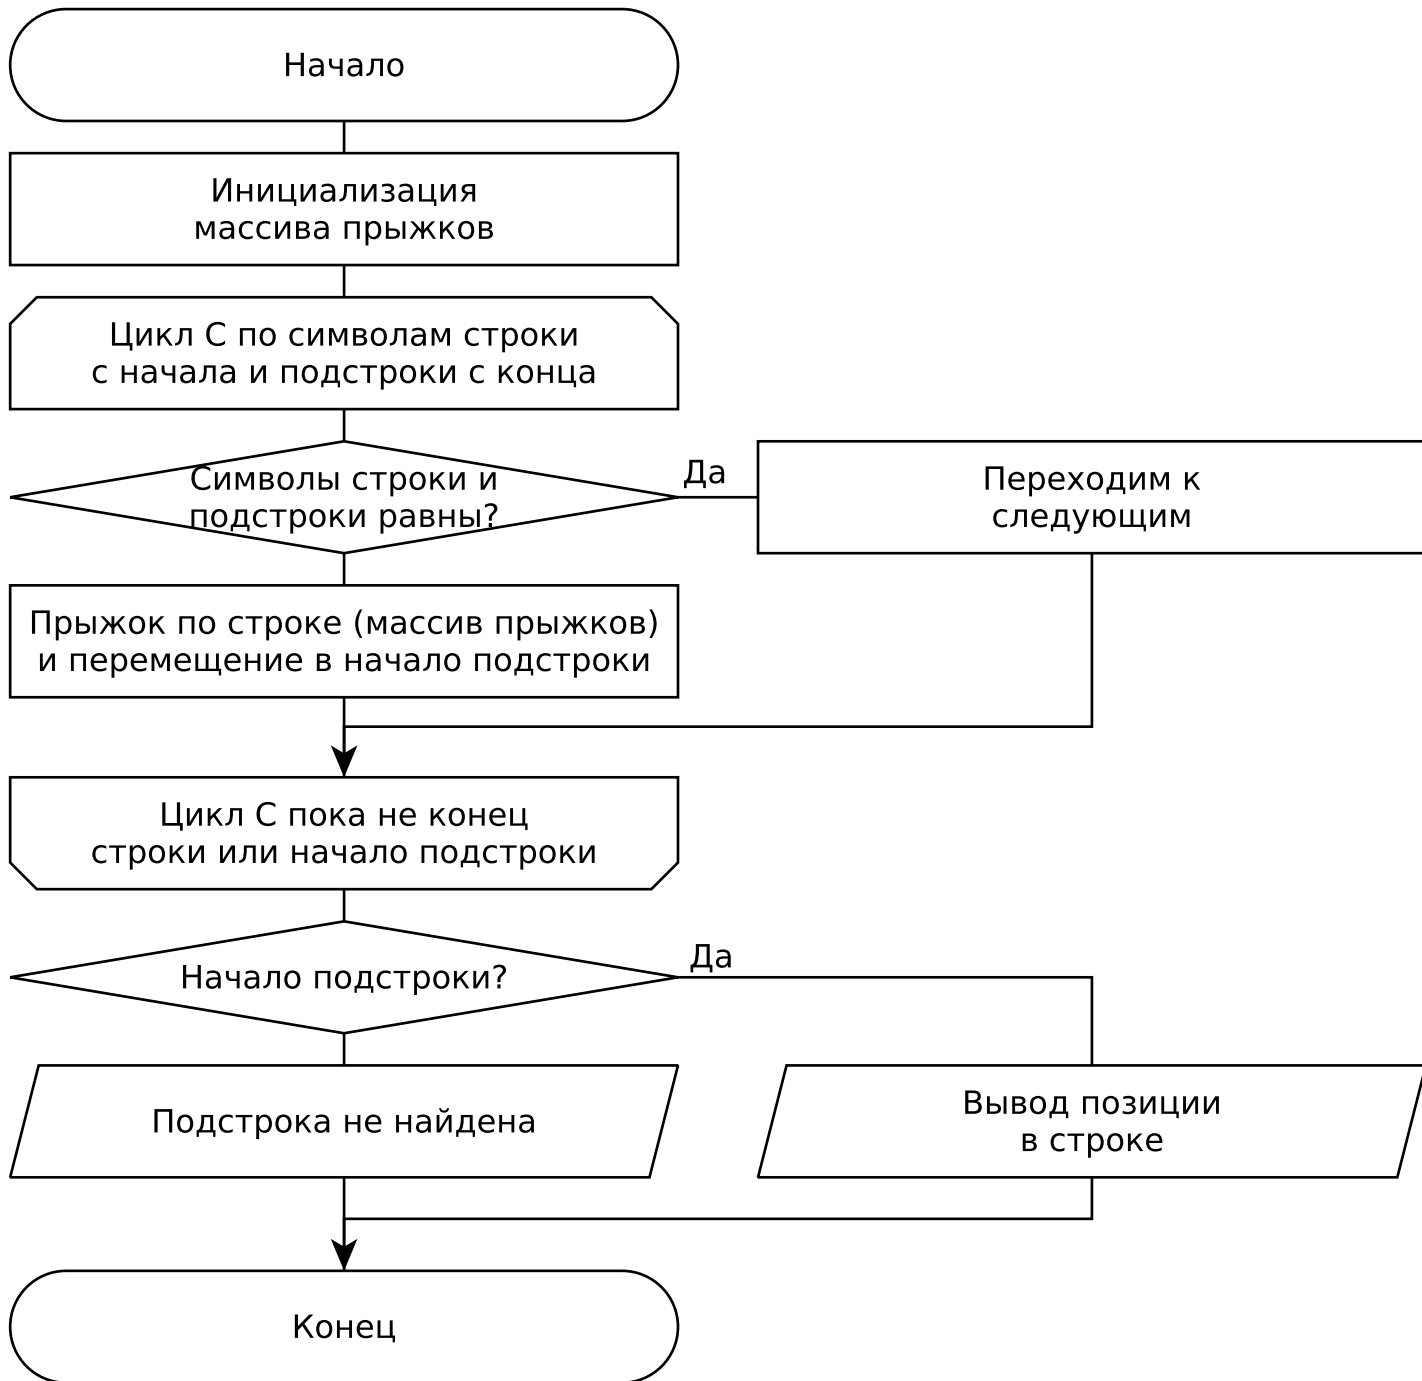 Начало
Инициализация
массива прыжков
Цикл С по символам строки
с начала и подстроки с конца
Символы строки и
подстроки равны?
Да
Переходим к
следующим
Прыжок по строке (массив прыжков)
и перемещение в начало подстроки
Цикл С пока не конец
строки или начало подстроки
Начало подстроки?
Да
Подстрока не найдена
Вывод позиции
в строке
Конец